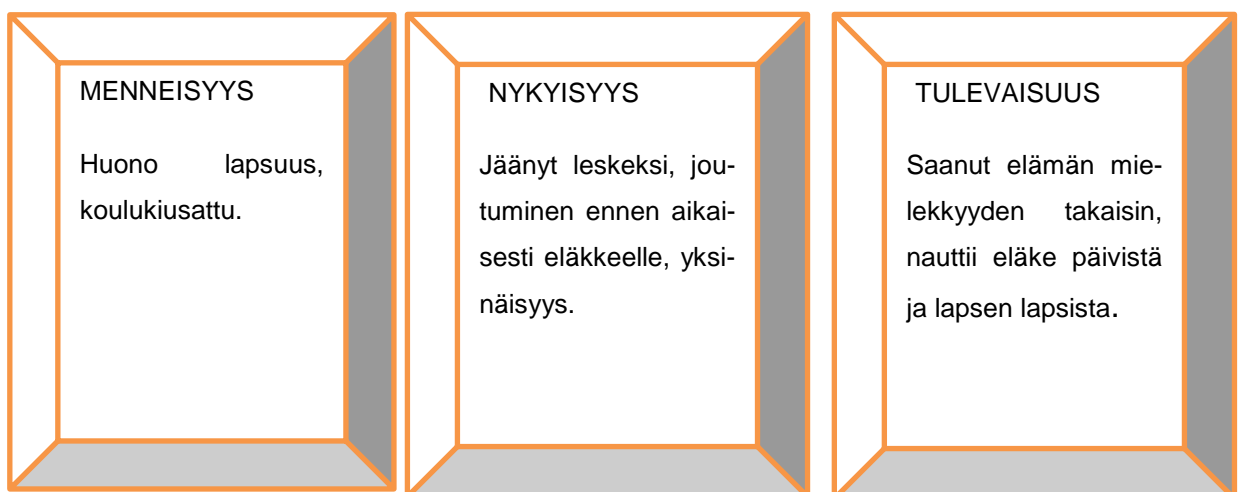 MENNEISYYS
Huono lapsuus,
koulukiusattu.
NYKYISYYS
Jäänyt leskeksi, jou-
tuminen ennen aikai-
sesti eläkkeelle, yksi-
näisyys.
TULEVAISUUS
Saanut elämän mie-
lekkyyden takaisin,
nauttii eläke päivistä
ja lapsen lapsista.